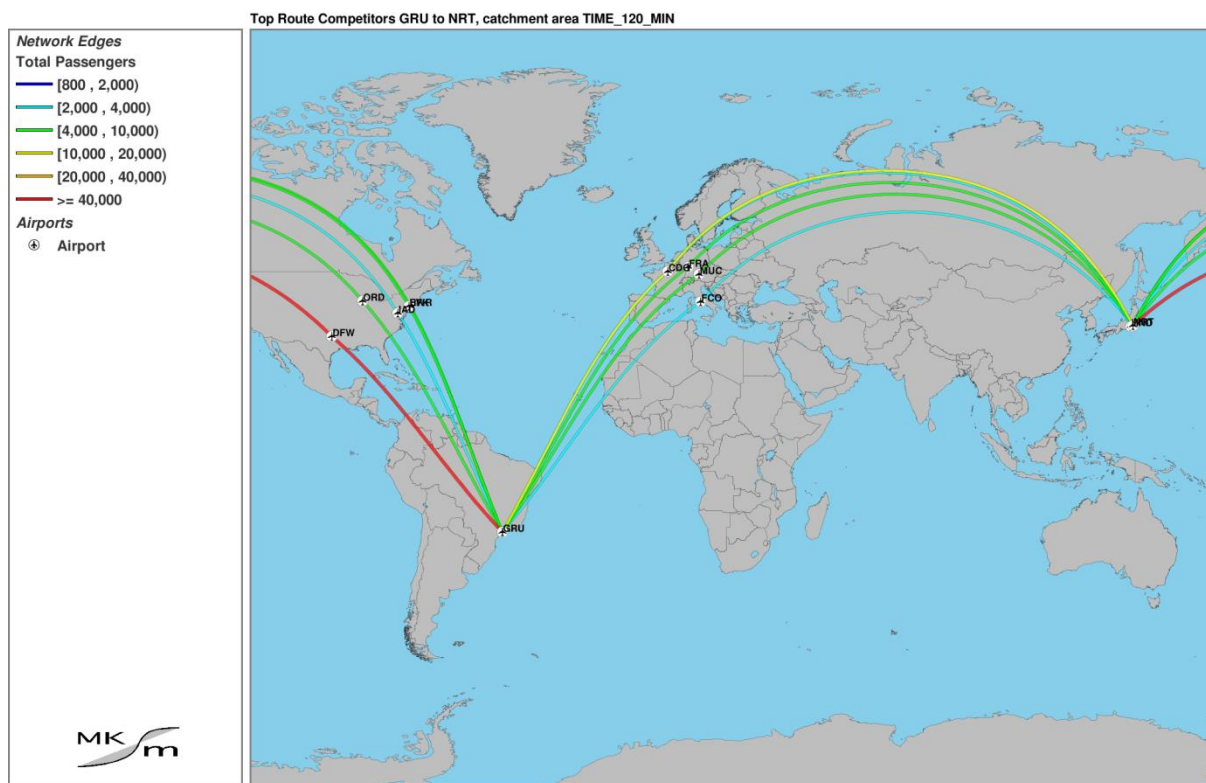 Top Route Competitors GRU to NRT, catchment area TIME_120_MIN
Network Edges
Total Passengers
[800 , 2,000)
[2,000 , 4,000)
[4,000 , 10,000)
[10,000 , 20,000)
[20,000 , 40,000)
>= 40,000
Airports
Airport
CDG
FRA
MUC
FCO
ORD
IAD
DFW
GRU
MK
m